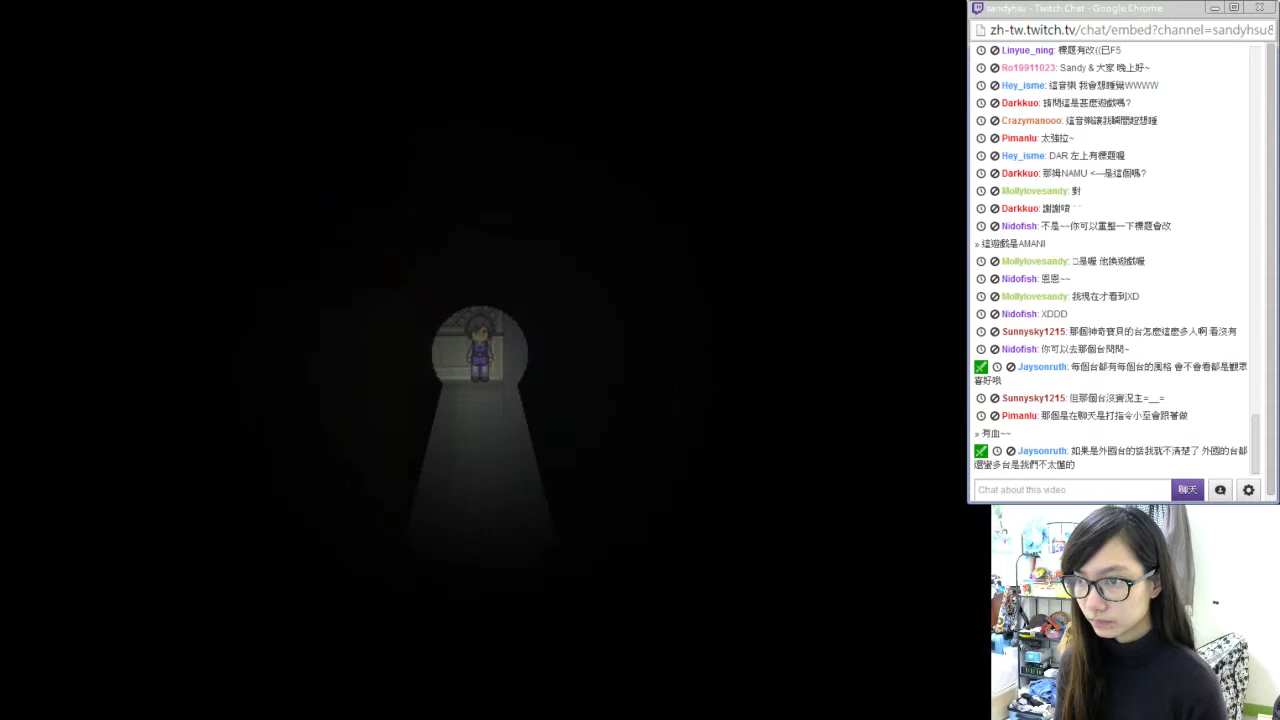 sandyhsu - Twitch Chat - Google Chrome
zh-tw.twitch.tv/chat/embed?channel=sandyhsu&
Linyue_ning: 標題有改((已F5
Ro19911023: Sandy & 大家 晚上好~
Hey_isme: 這音樂 我會想睡覺WWWW
Darkkuo: 請問這是甚麼遊戲嗎?
Crazymanooo: 這音樂讓我瞬間超想睡
Pimanlu: 太強拉~
Hey_isme: DAR 左上有標題喔
Darkkuo: 那姆NAMU <---是這個嗎?
Mollylovesandy: 對
Darkkuo: 謝謝唷 ˇˇ
Nidofish: 不是~~你可以重整一下標題會改
» 這遊戲是AMANI
Mollylovesandy: 是喔 他換遊戲喔
Nidofish: 恩恩~~
Mollylovesandy: 我現在才看到XD
Nidofish: XDDD
Sunnysky1215: 那個神奇寶貝的台怎麼這麼多人啊 看沒有
Nidofish: 你可以去那個台問問~
Jaysonruth: 每個台都有每個台的風格 會不會看都是觀眾
喜好哦
Sunnysky1215: 但那個台沒實況主=__=
Pimanlu: 那個是在聊天是打指令小至會跟著做
» 有血~~
Jaysonruth: 如果是外國台的話我就不清楚了 外國的台都
還蠻多台是我們不太懂的
Chat about this video
聊天